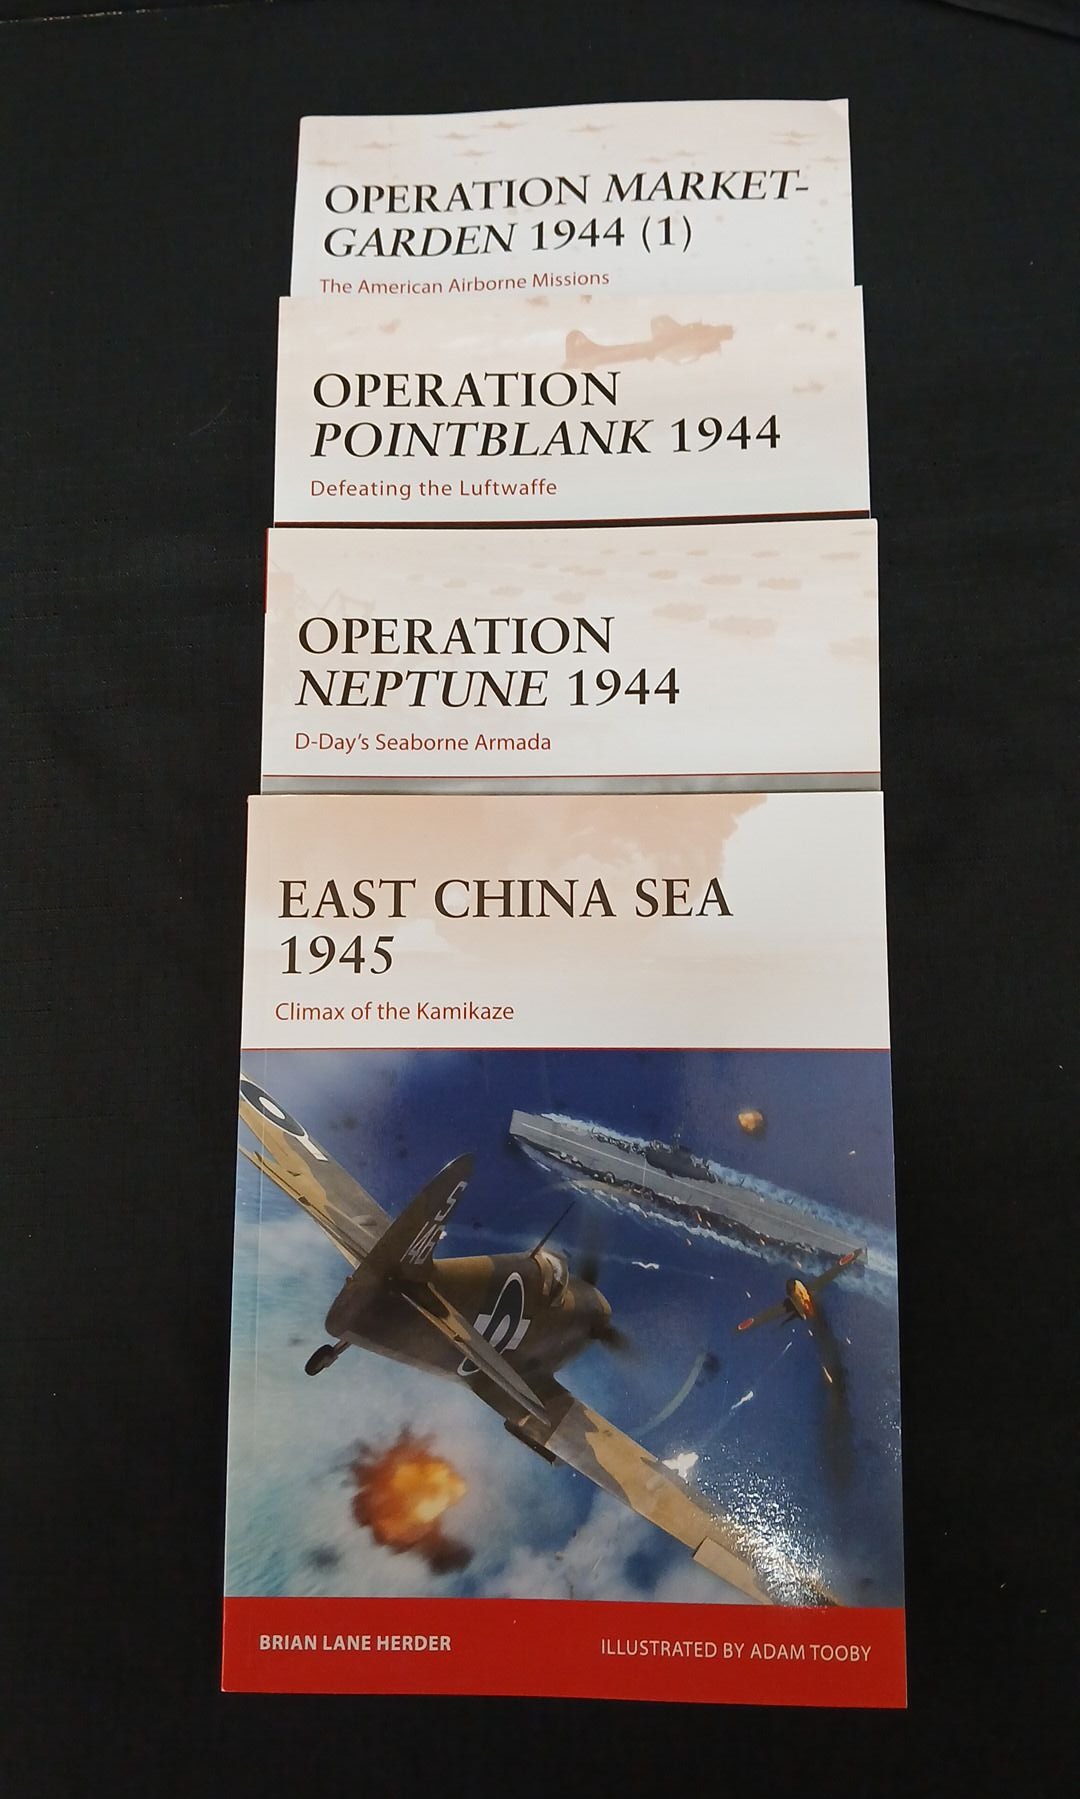 OPERATION MARKET-
GARDEN 1944 (1)
The American Airborne Missions
OPERATION
POINTBLANK 1944
Defeating the Luftwaffe
OPERATION
NEPTUNE 1944
D-Day's Seaborne Armada
EAST CHINA SEA
1945
Climax of the Kamikaze
S
146
BRIAN LANE HERDER
ILLUSTRATED BY ADAM TOOBY